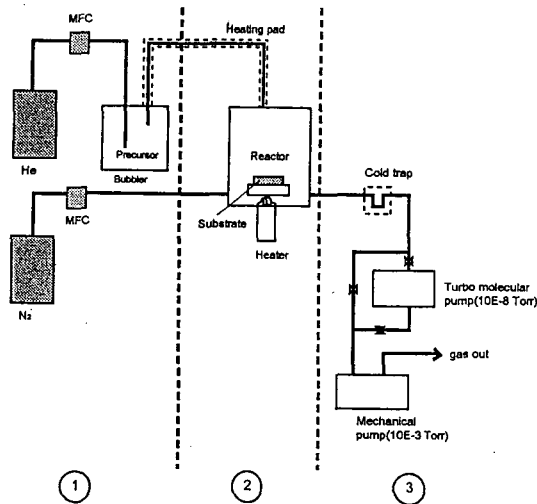 MFC
Heating pad
Precursor
Bubbler
He
Reactor
Cold trap
MFC
Substrate
Heater
N₂
Turbo molecular
pump(10E-8 Torr)
gas out
Mechanical
pump(10E-3 Torr)
1
2
3